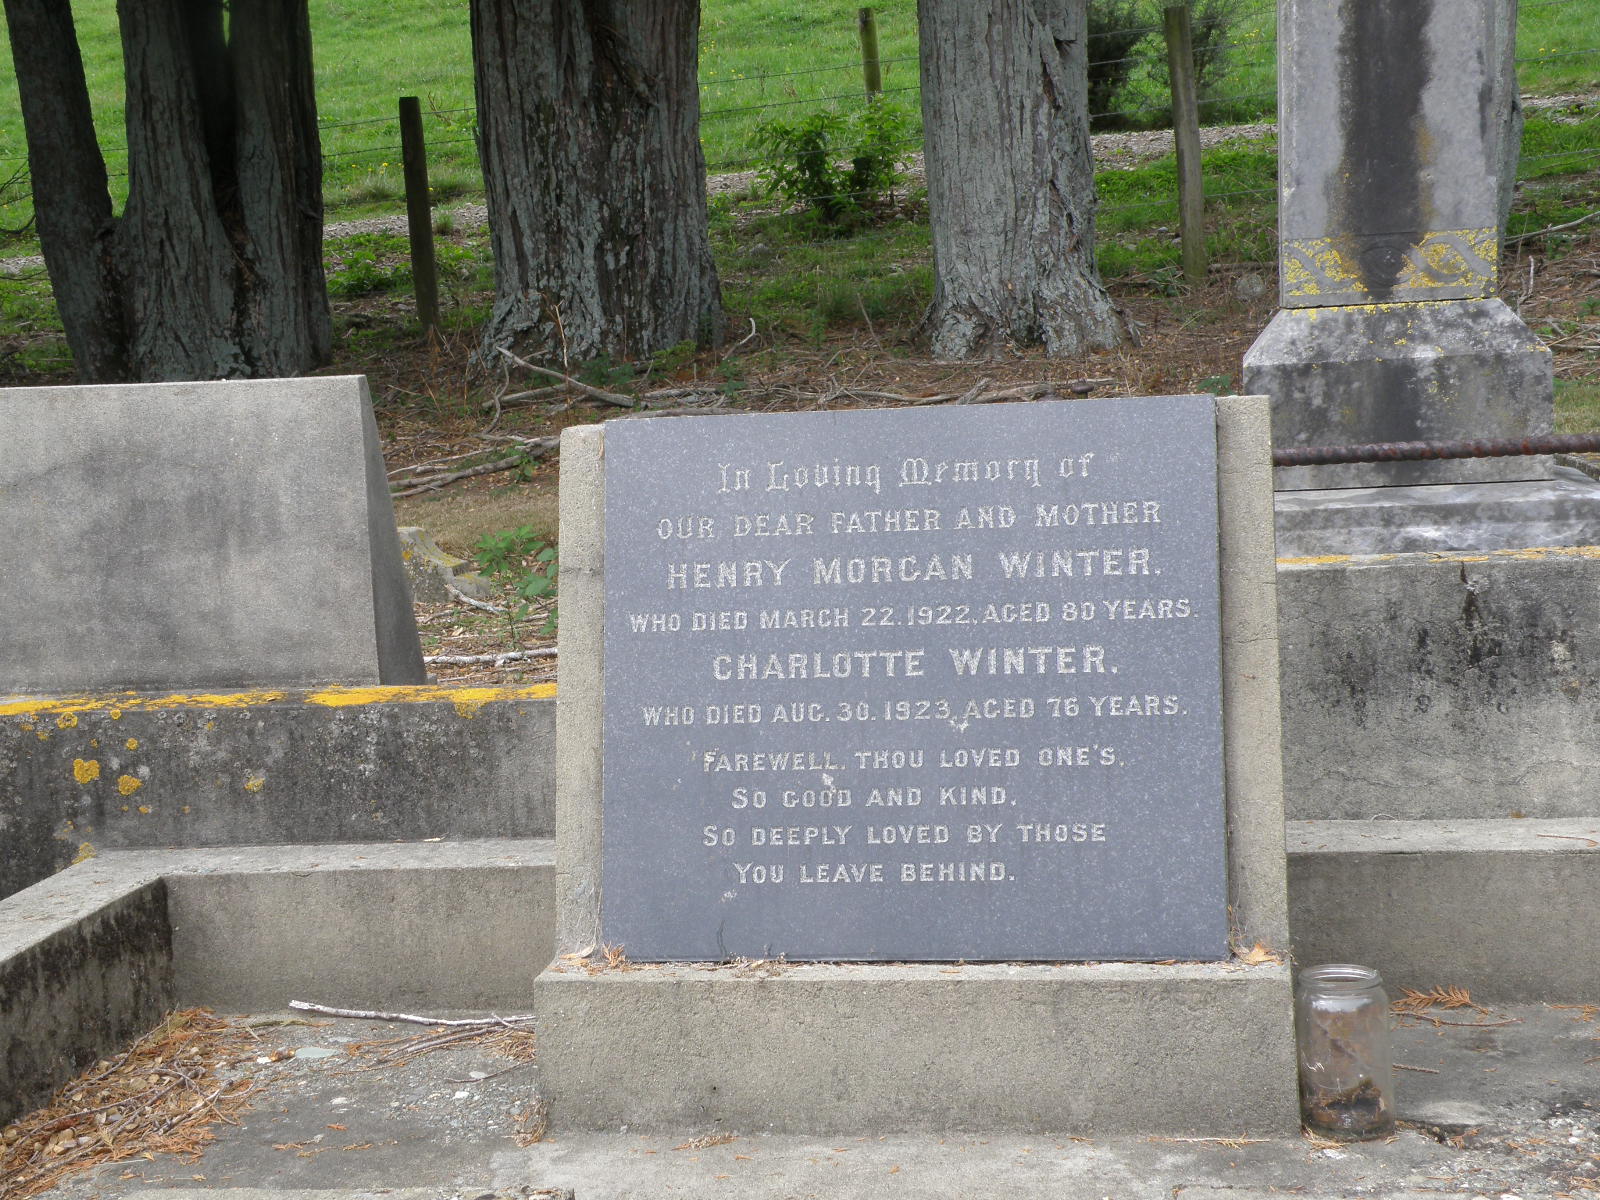 In Loving Memory of
OUR DEAR FATHER AND MOTHER
HENRY MORGAN WINTER.
WHO DIED MARCH 22. 1922, AGED 80 YEARS.
CHARLOTTE WINTER.
WHO DIED AUG. 30. 1923 AGED 76 YEARS.
FAREWELL, THOU LOVED ONE'S,
SO GOOD AND KIND,
SO DEEPLY LOVED BY THOSE
YOU LEAVE BEHIND.